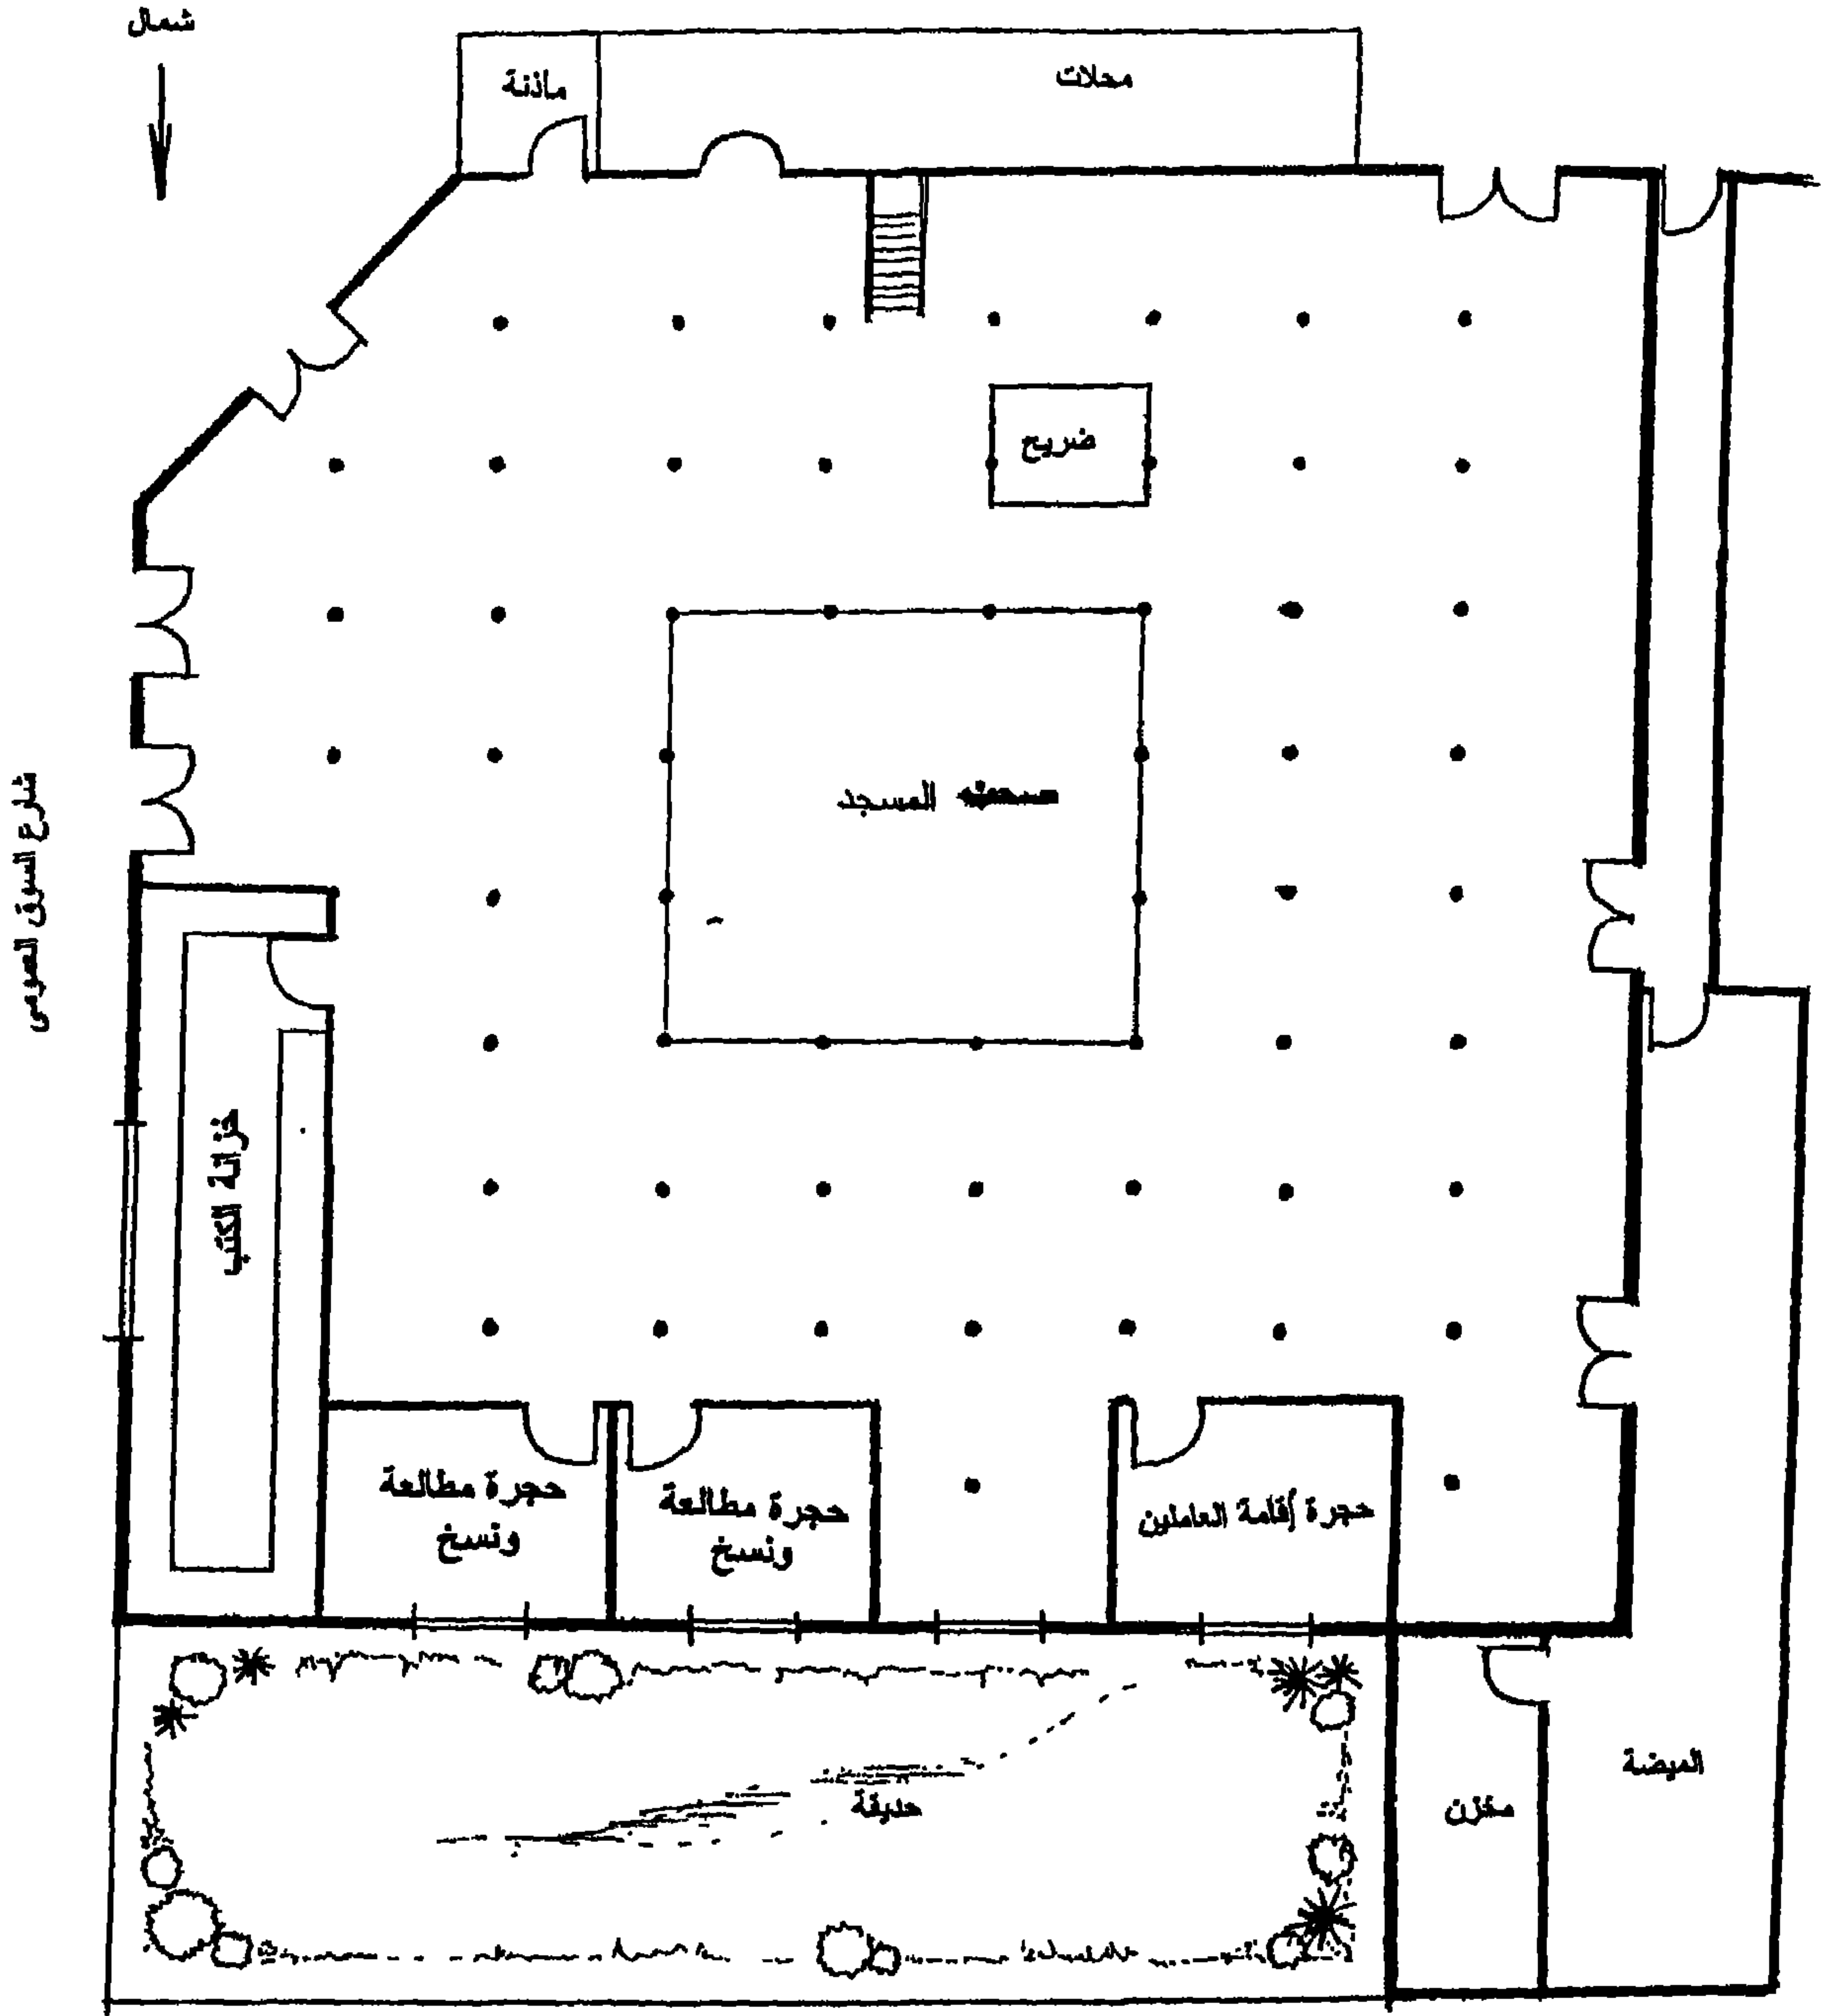 شمال
مأذنة
محلات
ضريح
المسجد
شارع السوق العمومى
خزانة الكتب
حجرة مطالعة
ونسخ
حجرة مطالعة
ونسخ
حجرة إقامة العاملين
حديقة
مخزن
الميضة